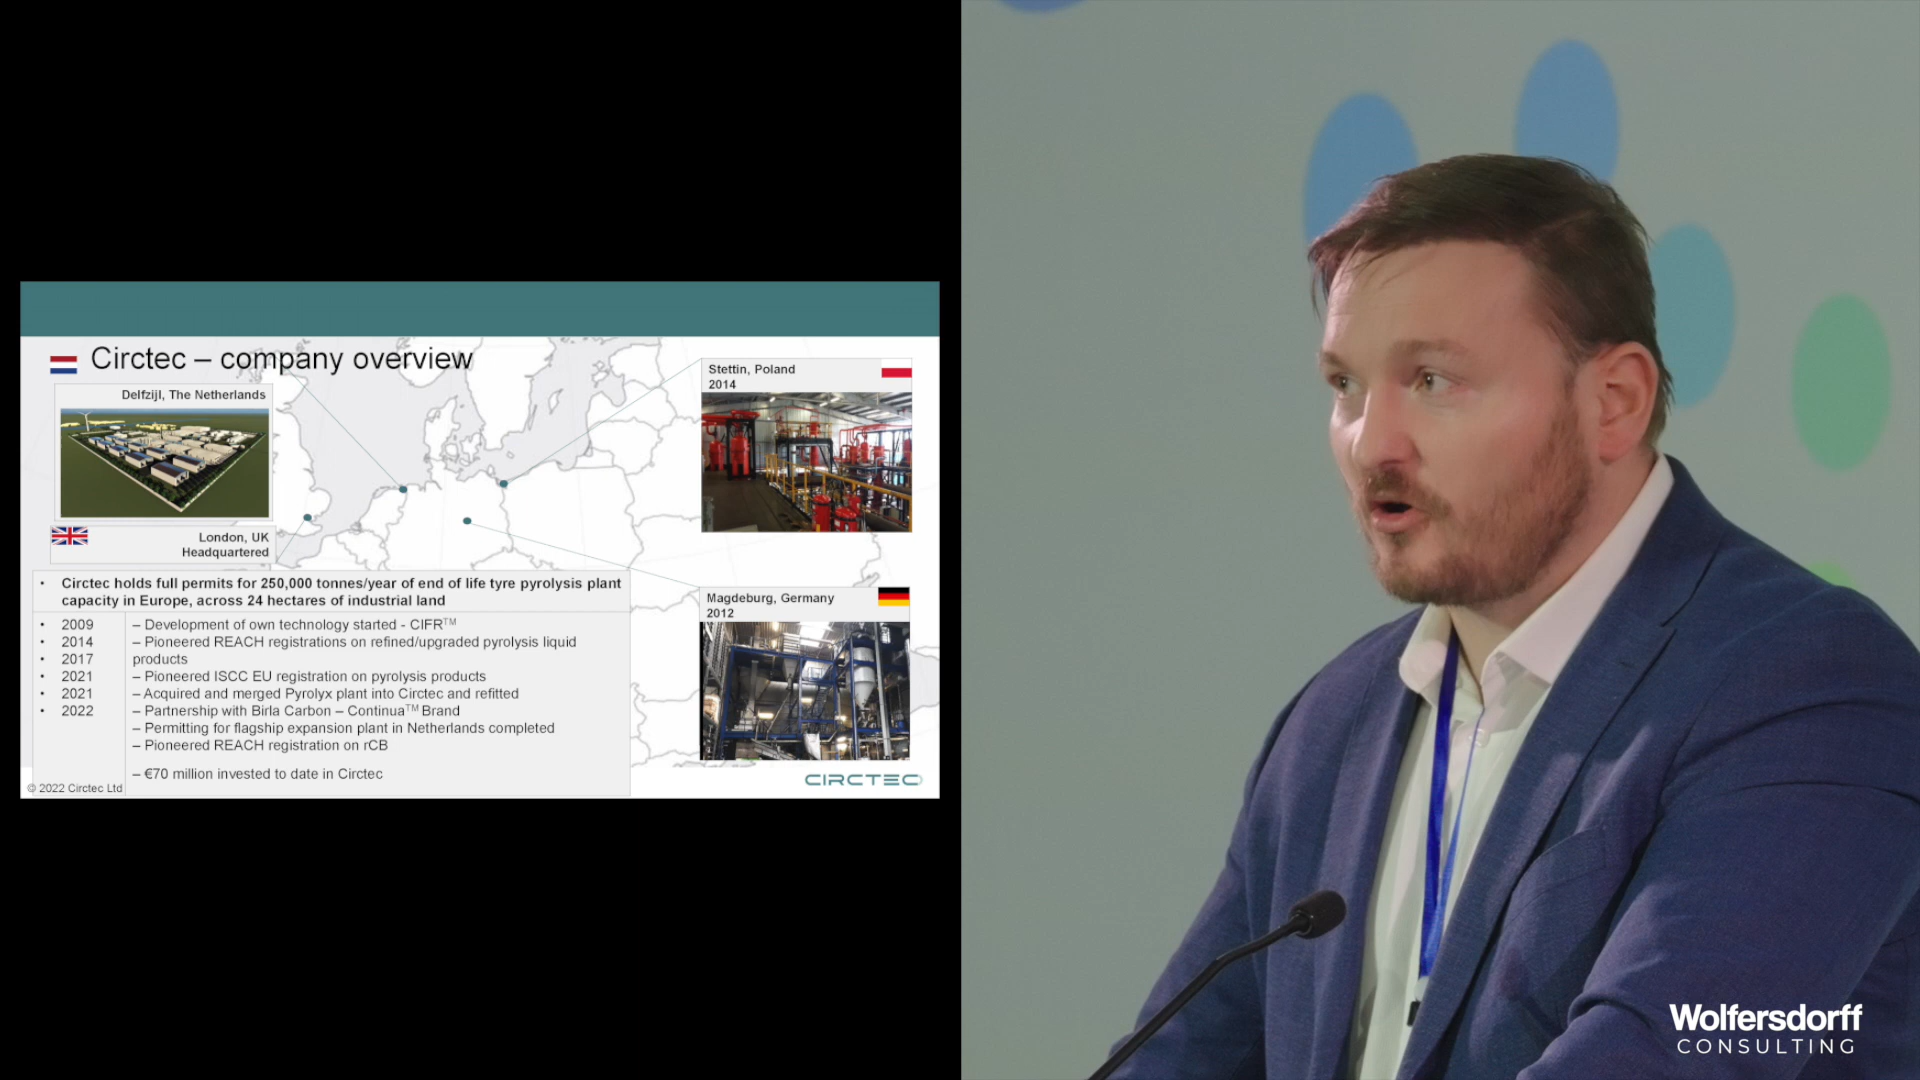 Circtec – company overview
Delfzijl, The Netherlands
London, UK
Headquartered
Stettin, Poland
2014
Magdeburg, Germany
2012
• Circtec holds full permits for 250,000 tonnes/year of end of life tyre pyrolysis plant
capacity in Europe, across 24 hectares of industrial land
• 2009 – Development of own technology started - CIFR™
• 2014 – Pioneered REACH registrations on refined/upgraded pyrolysis liquid
• 2017 products
• 2021 – Pioneered ISCC EU registration on pyrolysis products
• 2021 – Acquired and merged Pyrolyx plant into Circtec and refitted
• 2022 – Partnership with Birla Carbon – Continua™ Brand
– Permitting for flagship expansion plant in Netherlands completed
– Pioneered REACH registration on rCB
– €70 million invested to date in Circtec
© 2022 Circtec Ltd
CIRCTEC
Wolfersdorff
CONSULTING